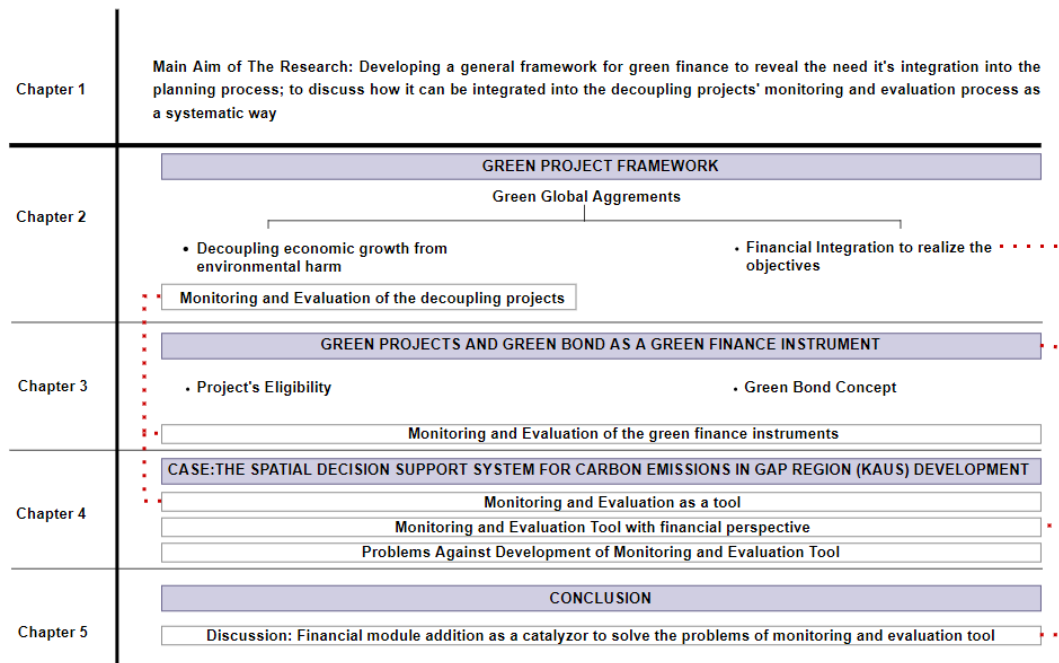 Chapter 1
Main Aim of The Research: Developing a general framework for green finance to reveal the need it's integration into the
planning process; to discuss how it can be integrated into the decoupling projects' monitoring and evaluation process as
a systematic way
Chapter 2
GREEN PROJECT FRAMEWORK
Green Global Aggrements
• Decoupling economic growth from
environmental harm
• Financial Integration to realize the
objectives
Monitoring and Evaluation of the decoupling projects
Chapter 3
GREEN PROJECTS AND GREEN BOND AS A GREEN FINANCE INSTRUMENT
• Project's Eligibility
• Green Bond Concept
Monitoring and Evaluation of the green finance instruments
Chapter 4
CASE:THE SPATIAL DECISION SUPPORT SYSTEM FOR CARBON EMISSIONS IN GAP REGION (KAUS) DEVELOPMENT
Monitoring and Evaluation as a tool
Monitoring and Evaluation Tool with financial perspective
Problems Against Development of Monitoring and Evaluation Tool
Chapter 5
CONCLUSION
Discussion: Financial module addition as a catalyzor to solve the problems of monitoring and evaluation tool